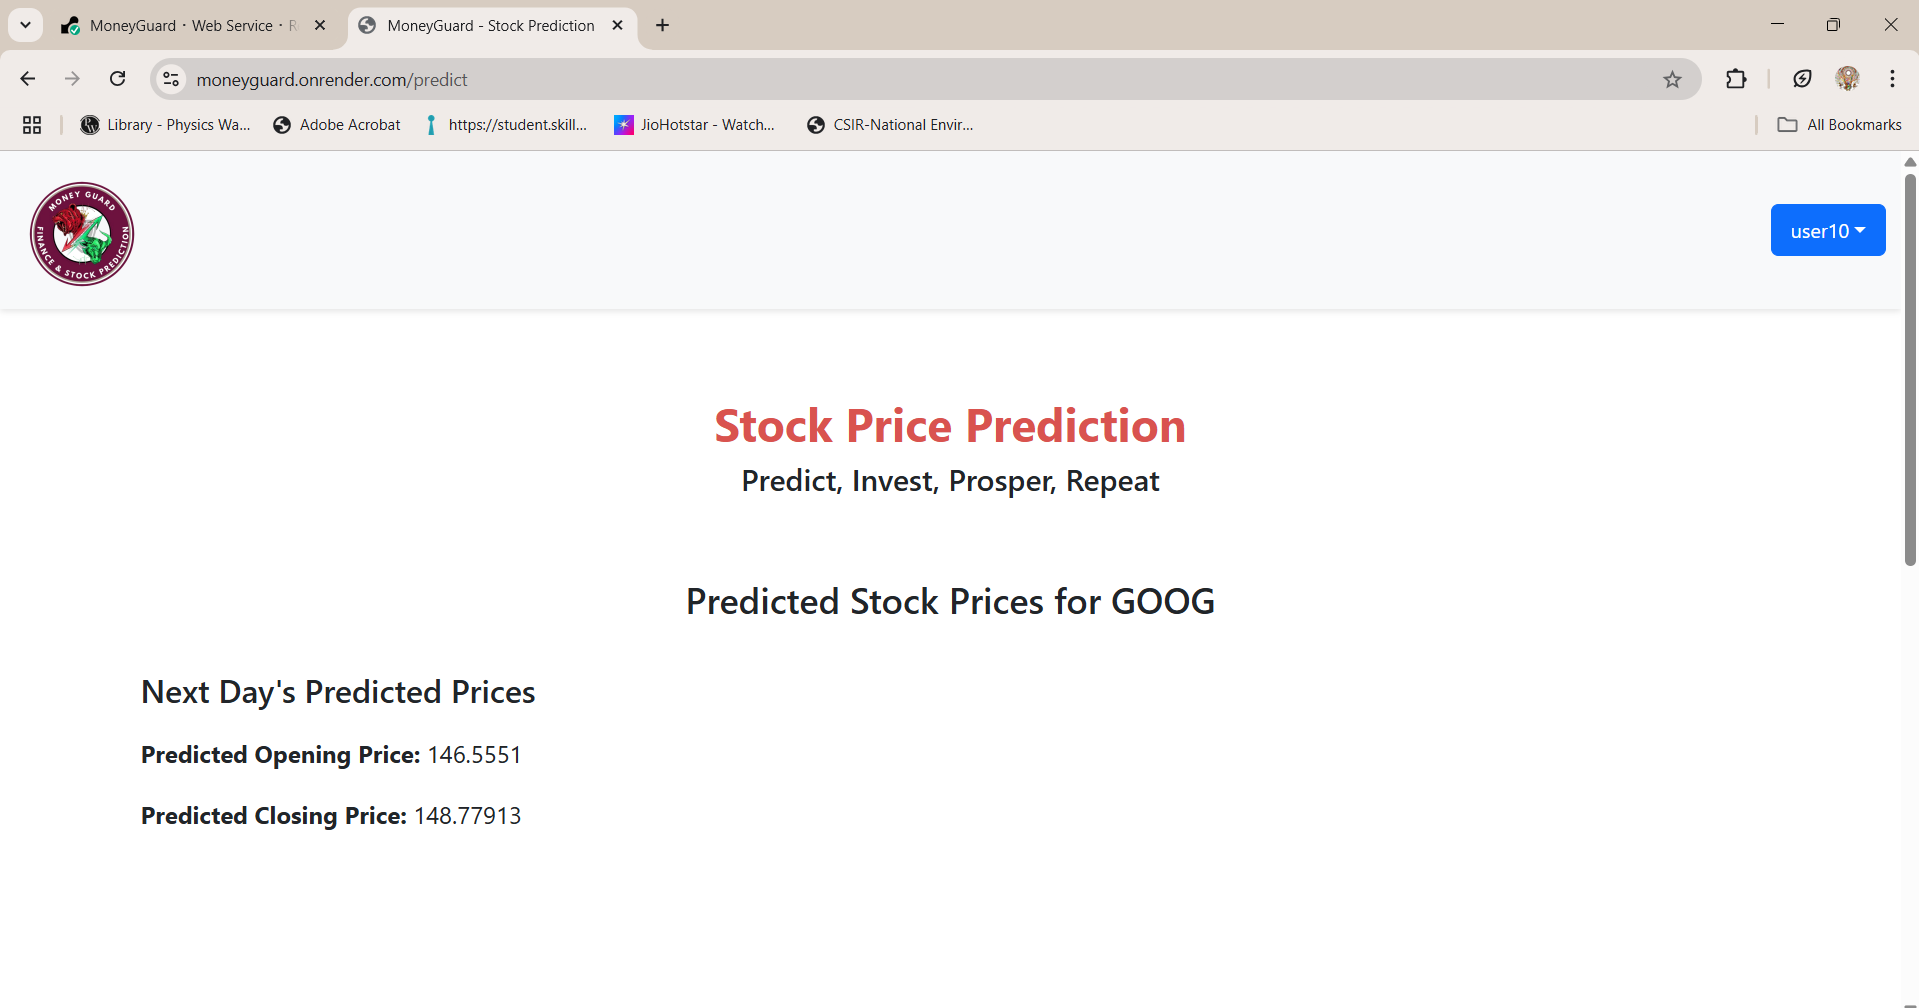 MoneyGuard · Web Service ·
MoneyGuard - Stock Prediction
moneyguard.onrender.com/predict
Library - Physics Wa...
Adobe Acrobat
https://student.skill...
JioHotstar - Watch...
CSIR-National Envir...
All Bookmarks
MONEY GUARD
FINANCE & STOCK PREDICTION
user10
Stock Price Prediction
Predict, Invest, Prosper, Repeat
Predicted Stock Prices for GOOG
Next Day's Predicted Prices
Predicted Opening Price: 146.5551
Predicted Closing Price: 148.77913